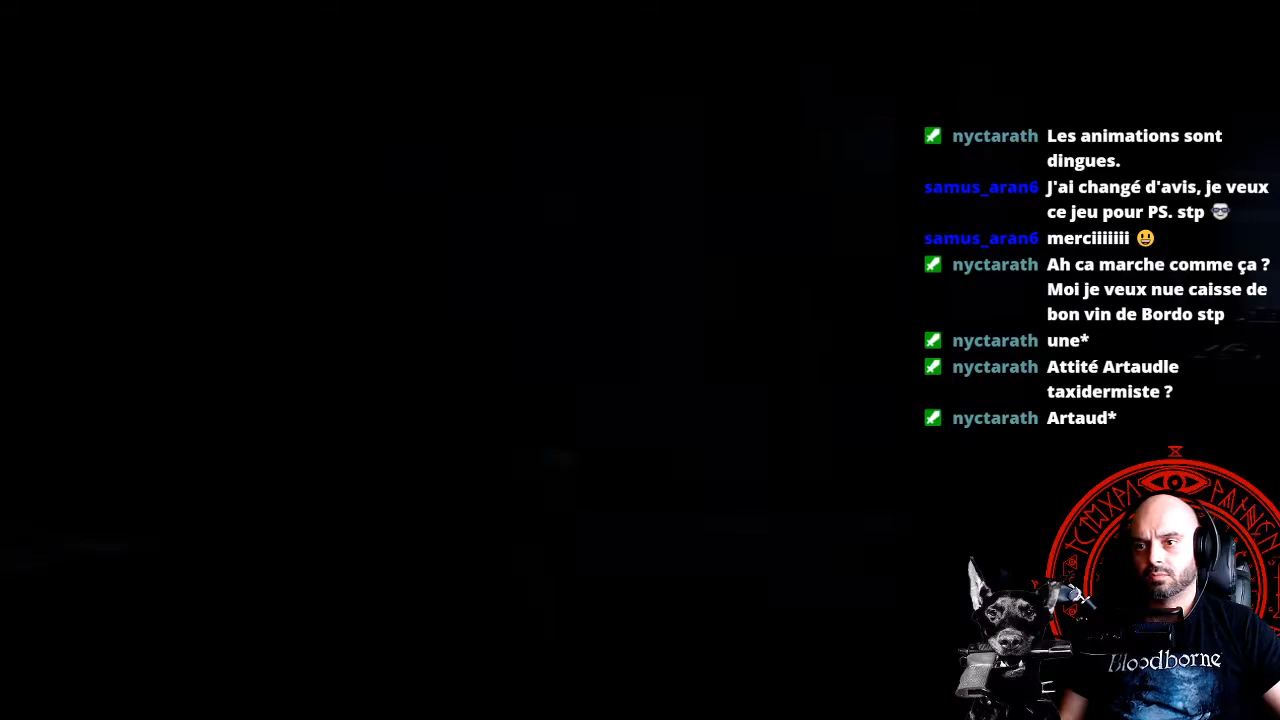 nyctarath Les animations sont
dingues.
samus_aran6 J'ai changé d'avis, je veux
ce jeu pour PS. stp
samus_aran6 merciiiiiii
nyctarath Ah ca marche comme ça ?
Moi je veux nue caisse de
bon vin de Bordo stp
nyctarath une*
nyctarath Attité Artaudle
taxidermiste ?
nyctarath Artaud*
Bloodborne